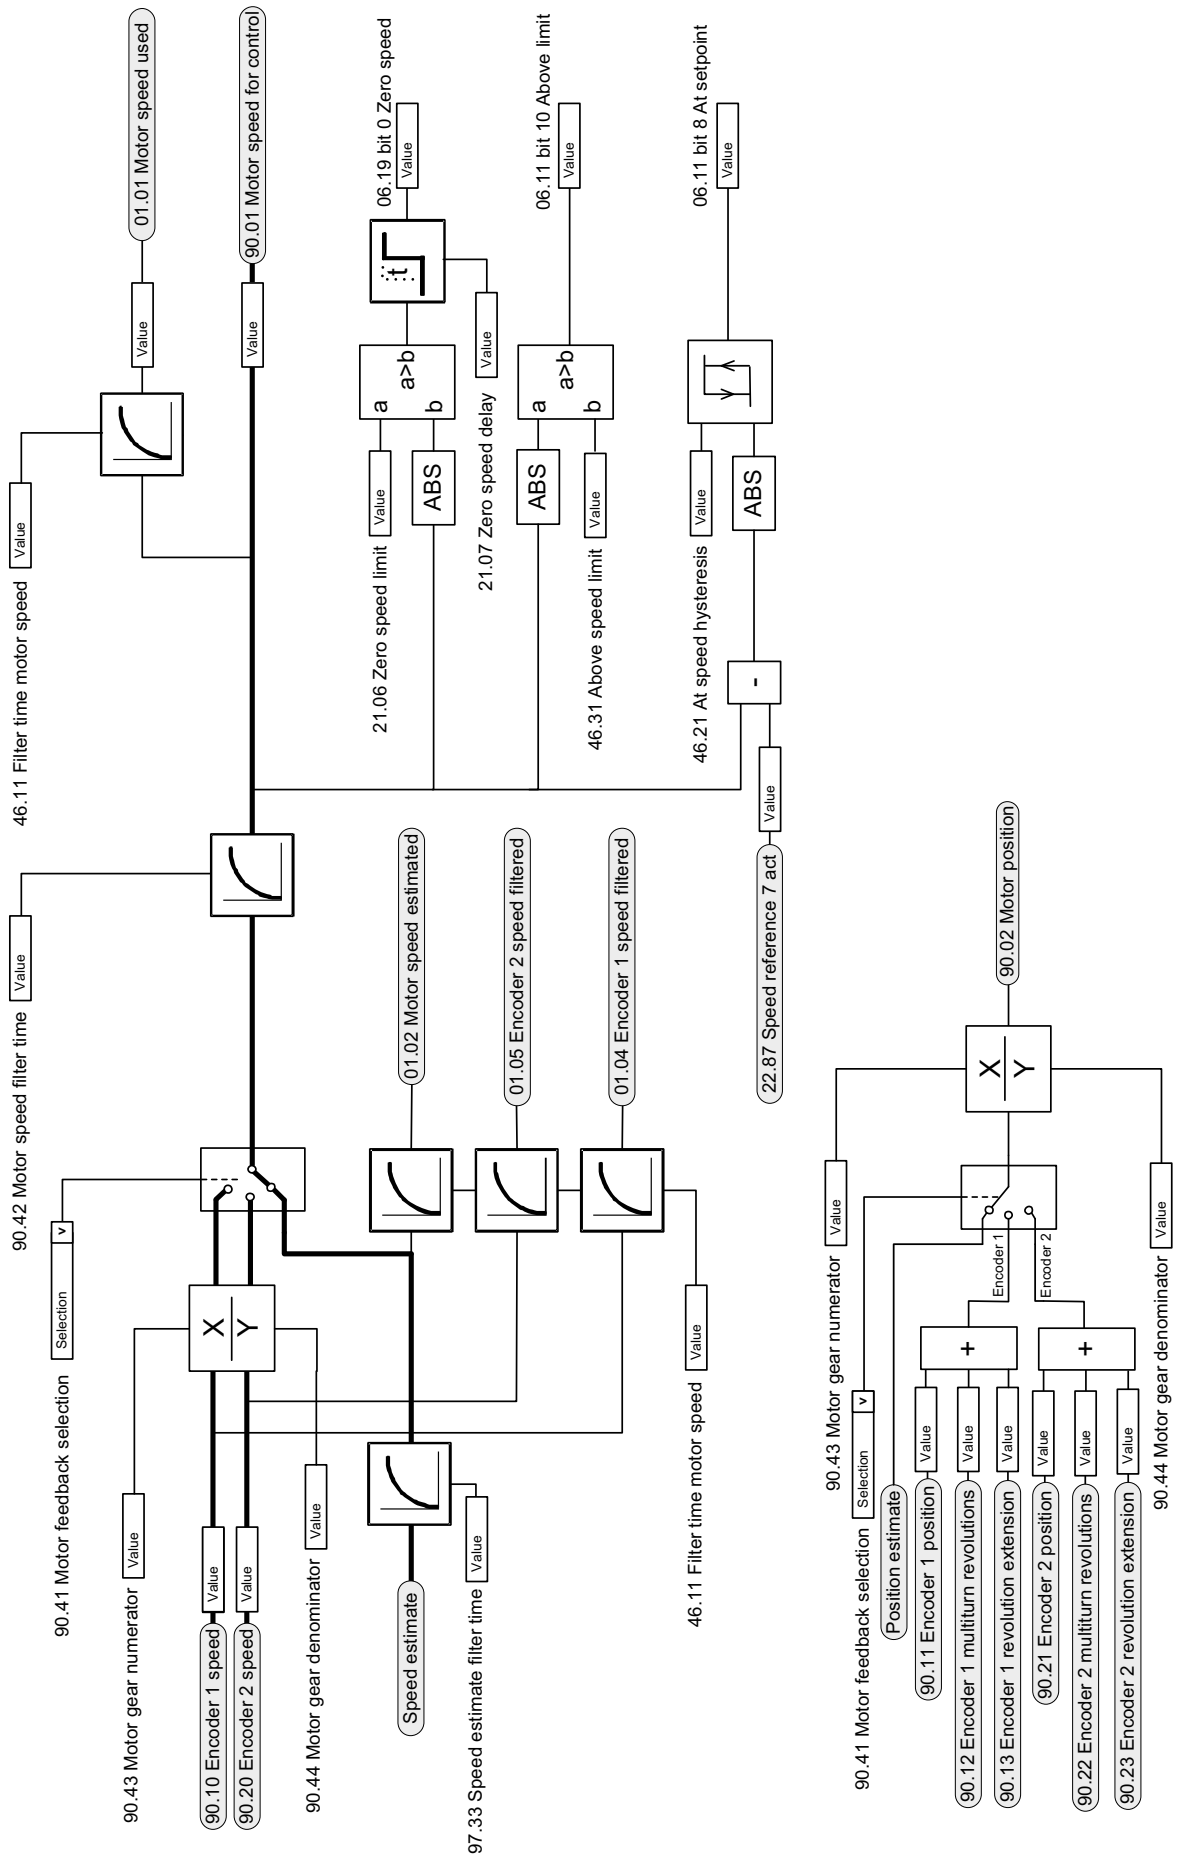 46.11 Filter time motor speed
Value
01.01 Motor speed used
Value
90.42 Motor speed filter time
Value
90.01 Motor speed for control
Value
90.41 Motor feedback selection
Selection
v
90.43 Motor gear numerator
Value
90.10 Encoder 1 speed
Value
90.20 Encoder 2 speed
Value
X
Y
90.44 Motor gear denominator
Value
Speed estimate
97.33 Speed estimate filter time
Value
01.02 Motor speed estimated
01.05 Encoder 2 speed filtered
01.04 Encoder 1 speed filtered
46.11 Filter time motor speed
Value
21.06 Zero speed limit
Value
ABS
a
a>b
b
t
06.19 bit 0 Zero speed
Value
21.07 Zero speed delay
Value
ABS
a
a>b
b
06.11 bit 10 Above limit
Value
46.31 Above speed limit
Value
46.21 At speed hysteresis
Value
ABS
-
06.11 bit 8 At setpoint
Value
22.87 Speed reference 7 act
Value
90.43 Motor gear numerator
Value
90.41 Motor feedback selection
Selection
v
Position estimate
90.11 Encoder 1 position
Value
90.12 Encoder 1 multiturn revolutions
Value
90.13 Encoder 1 revolution extension
Value
+
Encoder 1
90.21 Encoder 2 position
Value
90.22 Encoder 2 multiturn revolutions
Value
90.23 Encoder 2 revolution extension
Value
+
Encoder 2
X
Y
90.02 Motor position
90.44 Motor gear denominator
Value